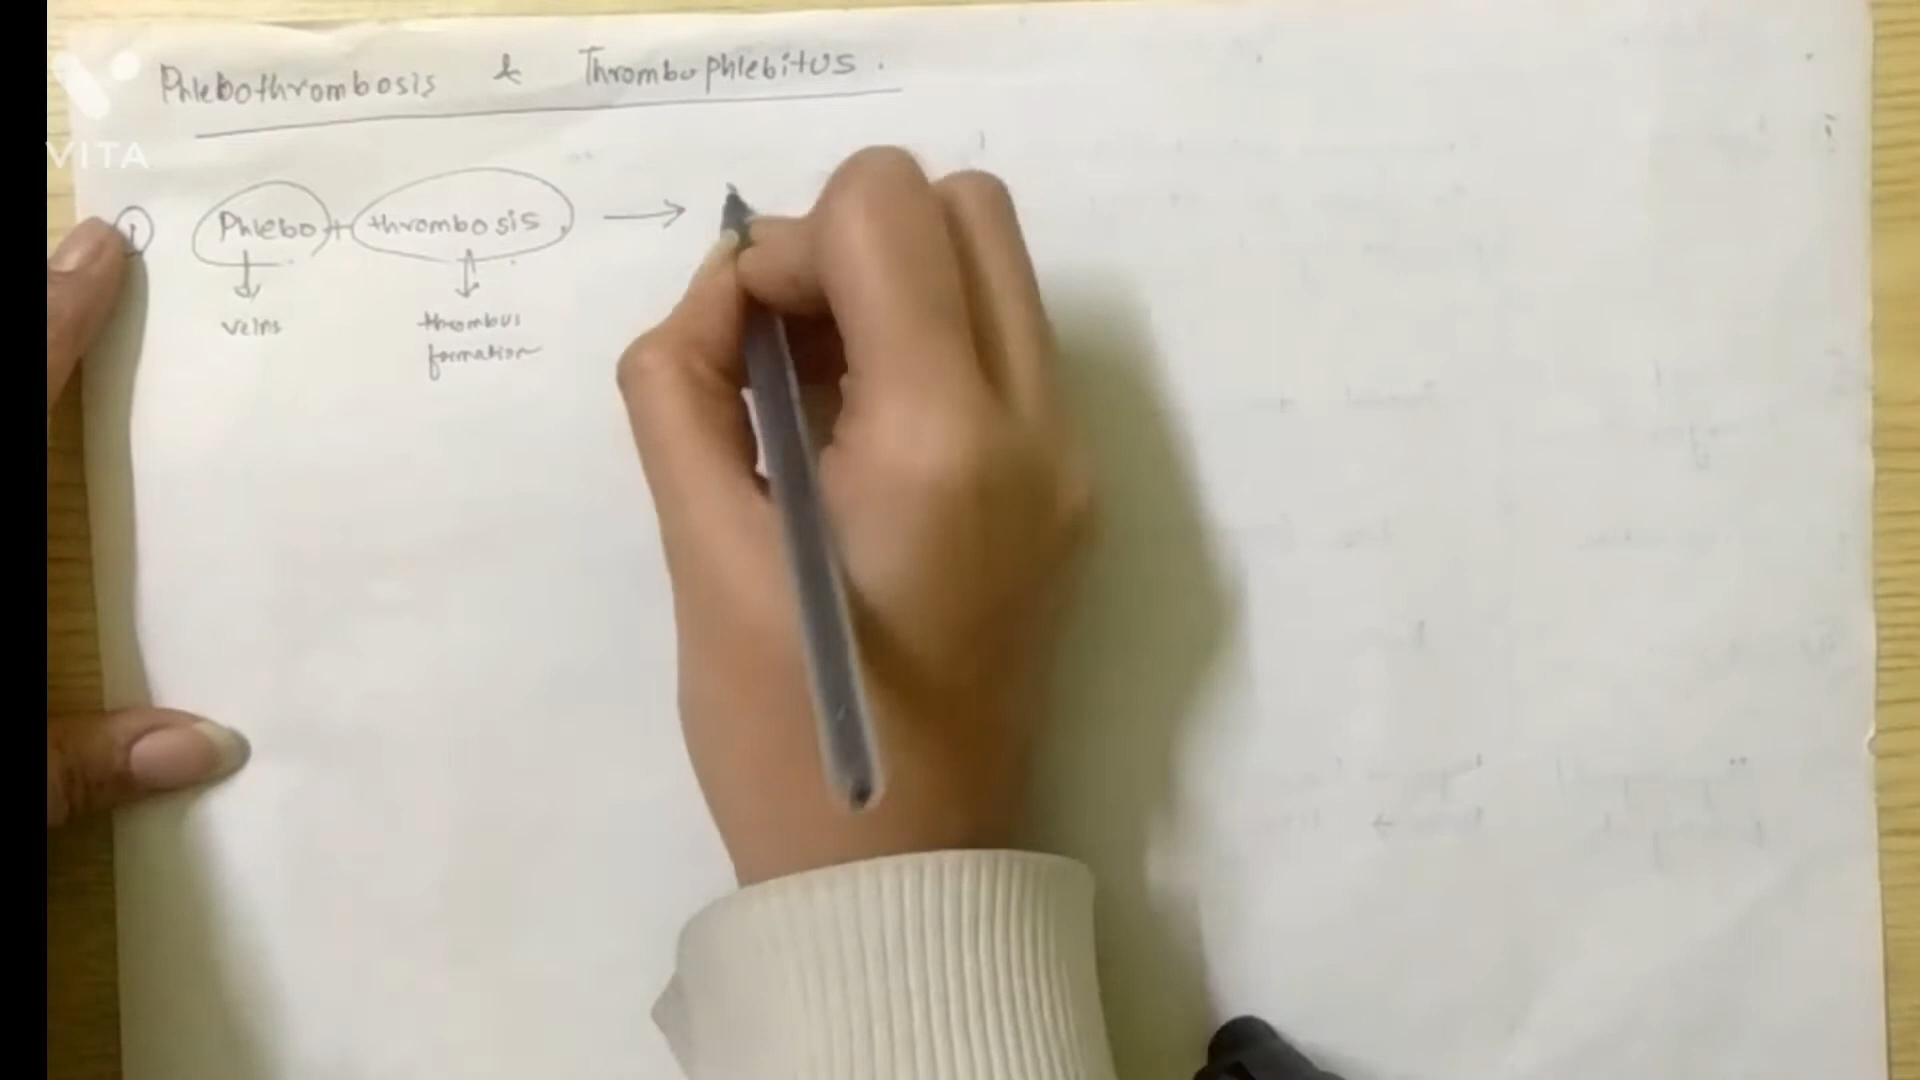 Phlebothrombosis & Thrombophlebitus.
VITA
1 Phlebo + thrombosis →
↓ ↓
veins thrombus
formation